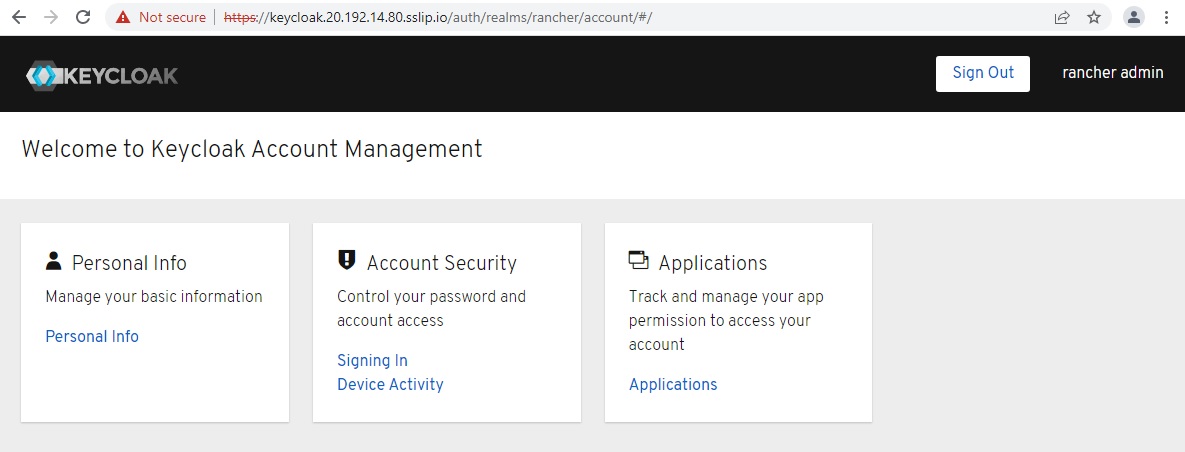 Not secure https://keycloak.20.192.14.80.sslip.io/auth/realms/rancher/account/#/
KEYCLOAK
Sign Out
rancher admin
Welcome to Keycloak Account Management
Personal Info
Manage your basic information
Personal Info
Account Security
Control your password and
account access
Signing In
Device Activity
Applications
Track and manage your app
permission to access your
account
Applications